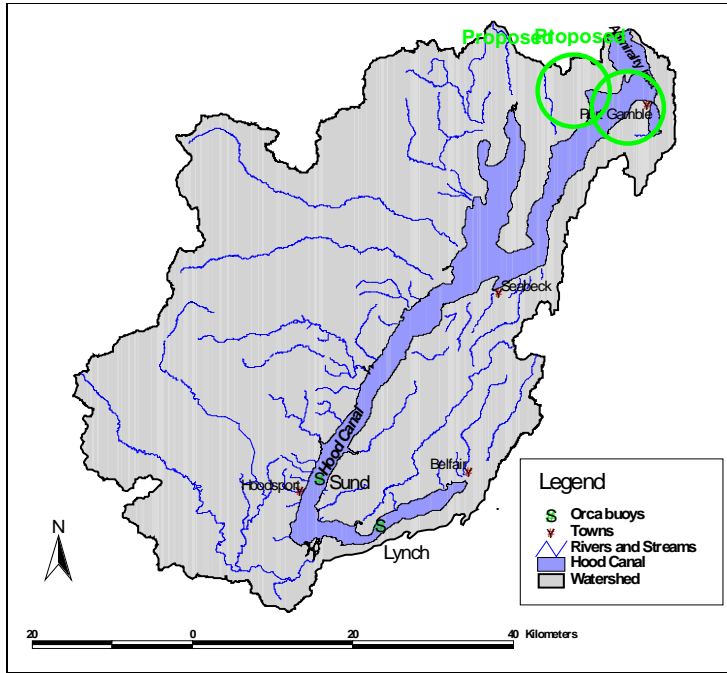 Proposed
Proposed
Admiralty
Port Gamble
Seabeck
Hood Canal
Belfair
Hoodsport
S
Sund
S
Lynch
N
Legend
S Orca buoys
Towns
Rivers and Streams
Hood Canal
Watershed
20 0 20 40 Kilometers